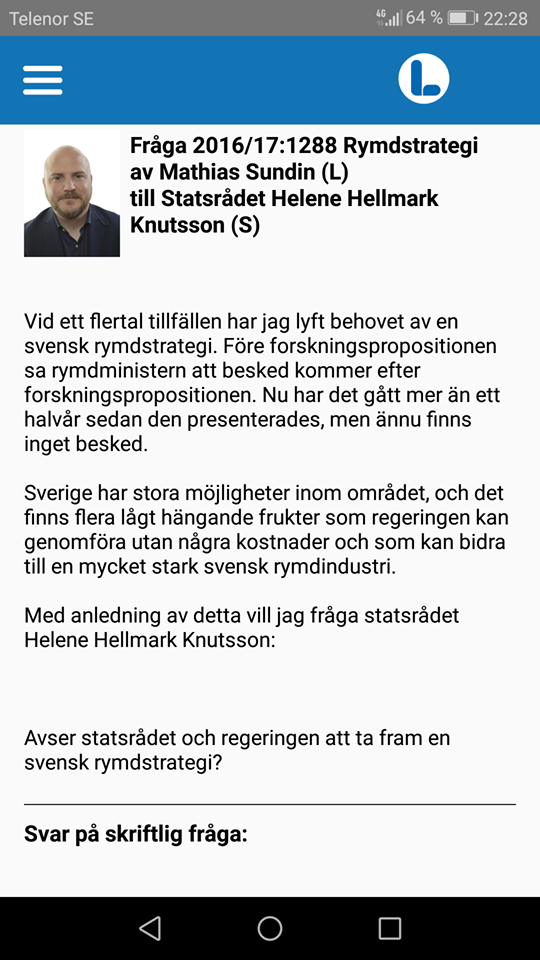 Telenor SE 4G 64 % 22:28
Fråga 2016/17:1288 Rymdstrategi
av Mathias Sundin (L)
till Statsrådet Helene Hellmark
Knutsson (S)
Vid ett flertal tillfällen har jag lyft behovet av en
svensk rymdstrategi. Före forskningspropositionen
sa rymdministern att besked kommer efter
forskningspropositionen. Nu har det gått mer än ett
halvår sedan den presenterades, men ännu finns
inget besked.
Sverige har stora möjligheter inom området, och det
finns flera lågt hängande frukter som regeringen kan
genomföra utan några kostnader och som kan bidra
till en mycket stark svensk rymdindustri.
Med anledning av detta vill jag fråga statsrådet
Helene Hellmark Knutsson:
Avser statsrådet och regeringen att ta fram en
svensk rymdstrategi?
Svar på skriftlig fråga: